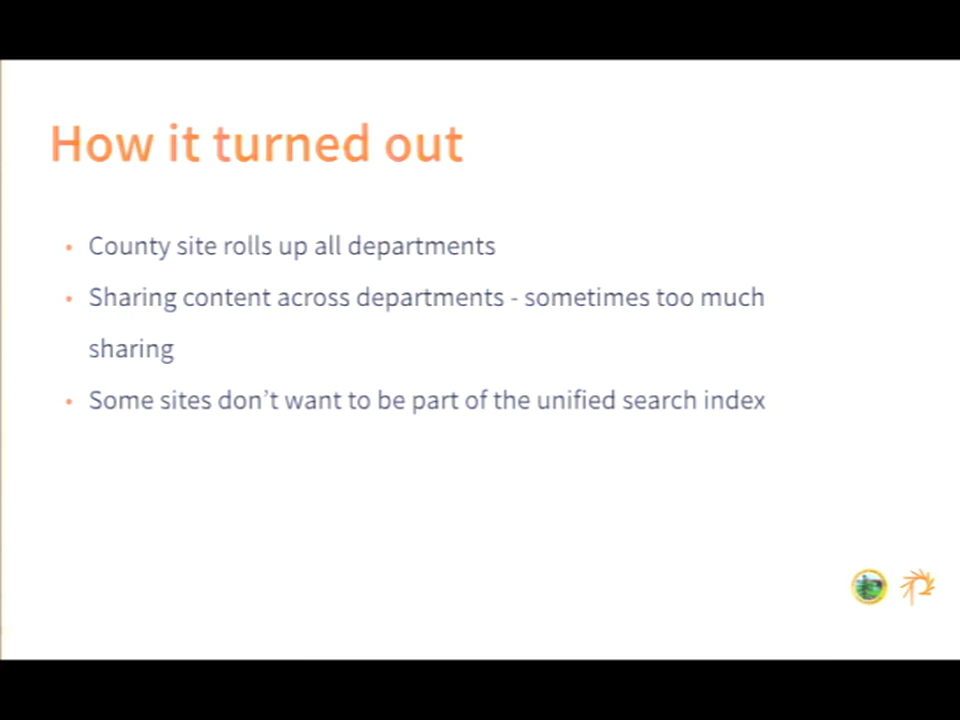 How it turned out
• County site rolls up all departments
• Sharing content across departments - sometimes too much
sharing
• Some sites don’t want to be part of the unified search index